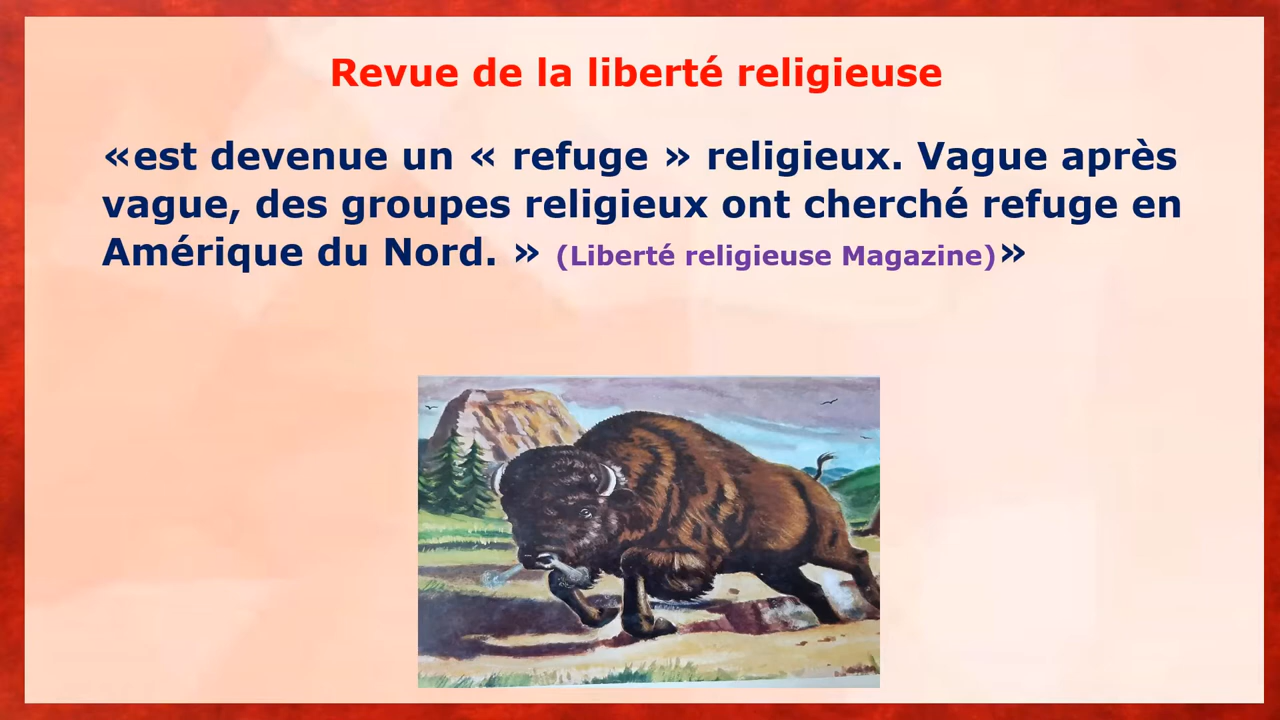 Revue de la liberté religieuse
«est devenue un « refuge » religieux. Vague après
vague, des groupes religieux ont cherché refuge en
Amérique du Nord. » (Liberté religieuse Magazine)»